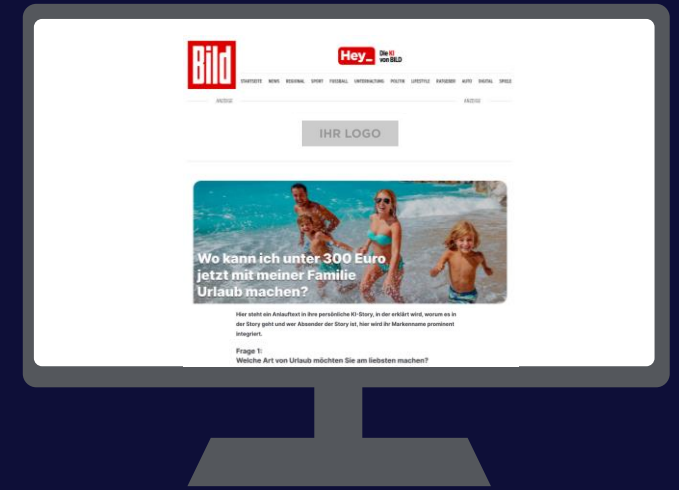 Bild
Hey_ Die KI
von BILD
STARTSEITE NEWS REGIONAL SPORT FUSSBALL UNTERHALTUNG POLITIK LIFESTYLE RATGEBER AUTO DIGITAL SPIELE
ANZEIGE ANZEIGE
IHR LOGO
Wo kann ich unter 300 Euro
jetzt mit meiner Familie
Urlaub machen?
Hier steht ein Anlauftext in ihre persönliche KI-Story, in der erklärt wird, worum es in
der Story geht und wer Absender der Story ist, hier wird ihr Markenname prominent
integriert.
Frage 1:
Welche Art von Urlaub möchten Sie am liebsten machen?